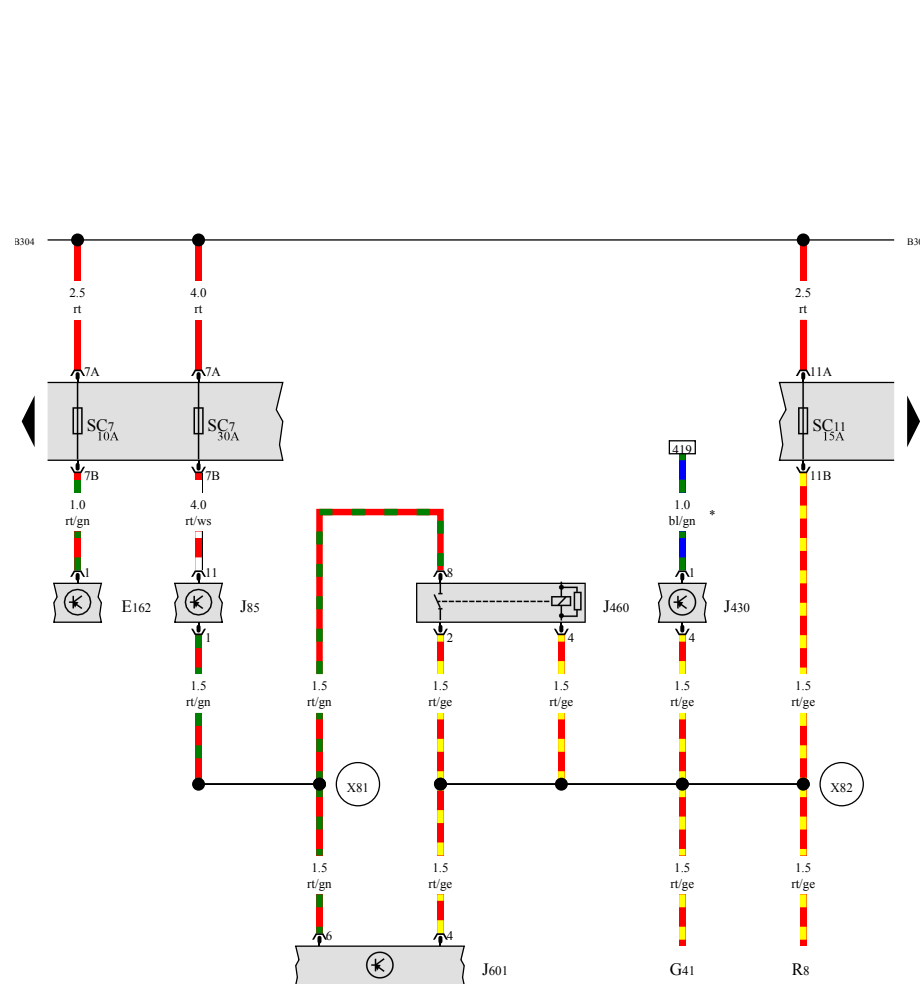 B304
B30
2.5
rt
4.0
rt
2.5
rt
7A
7A
11A
SC7
10A
SC7
30A
SC11
15A
419
7B
7B
11B
1.0
rt/gn
4.0
rt/ws
1.0
bl/gn
*
1
11
8
1
E162
J85
J460
J430
1
2
4
4
1.5
rt/gn
1.5
rt/gn
1.5
rt/ge
1.5
rt/ge
1.5
rt/ge
1.5
rt/ge
X81
X82
1.5
rt/gn
1.5
rt/ge
1.5
rt/ge
1.5
rt/ge
6
4
J601
G41
R8